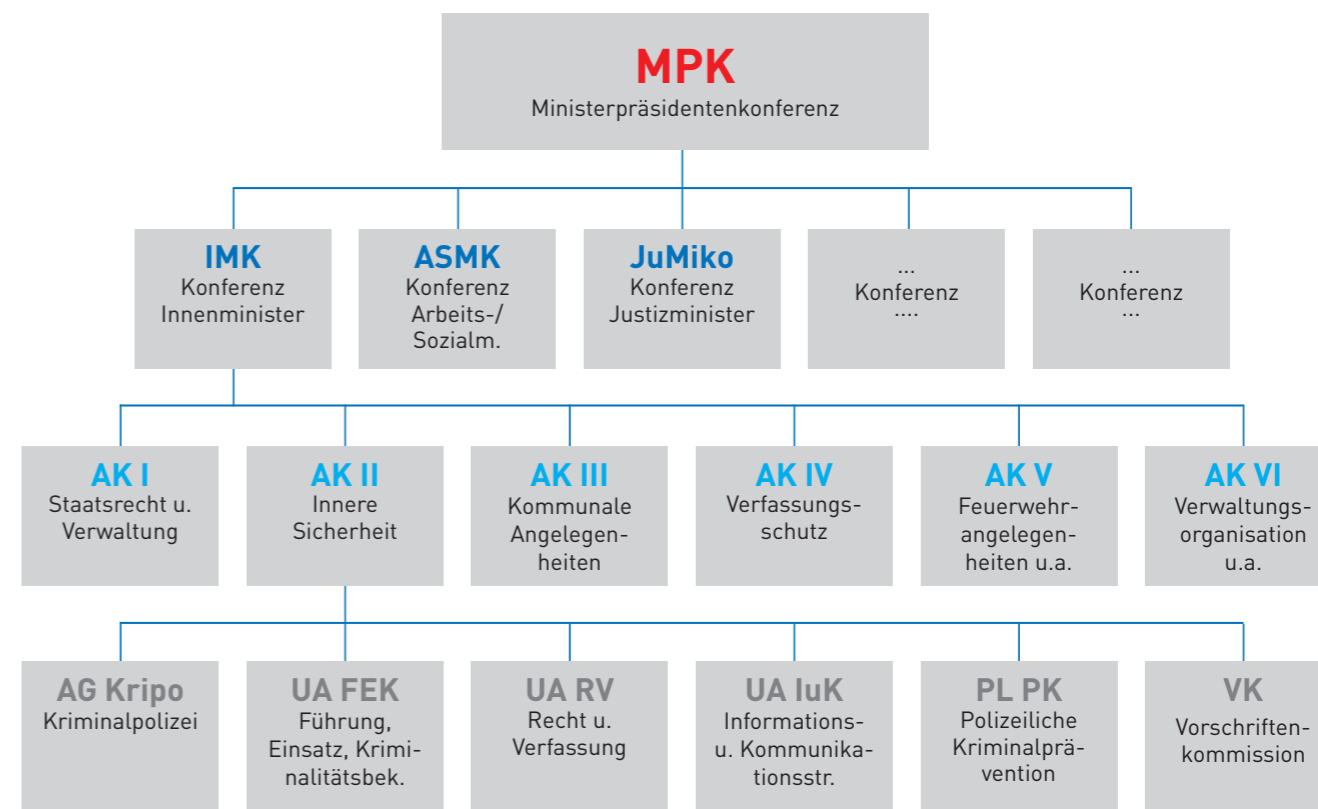 MPK
Ministerpräsidentenkonferenz
IMK
Konferenz
Innenminister
ASMK
Konferenz
Arbeits-/
Sozialm.
JuMiko
Konferenz
Justizminister
...
Konferenz
....
...
Konferenz
...
AK I
Staatsrecht u.
Verwaltung
AK II
Innere
Sicherheit
AK III
Kommunale
Angelegen-
heiten
AK IV
Verfassungs-
schutz
AK V
Feuerwehr-
angelegen-
heiten u.a.
AK VI
Verwaltungs-
organisation
u.a.
AG Kripo
Kriminalpolizei
UA FEK
Führung,
Einsatz, Krimi-
nalitätsbek.
UA RV
Recht u.
Verfassung
UA IuK
Informations-
u. Kommunika-
tionsstr.
PL PK
Polizeiliche
Kriminalprä-
vention
VK
Vorschriften-
kommission